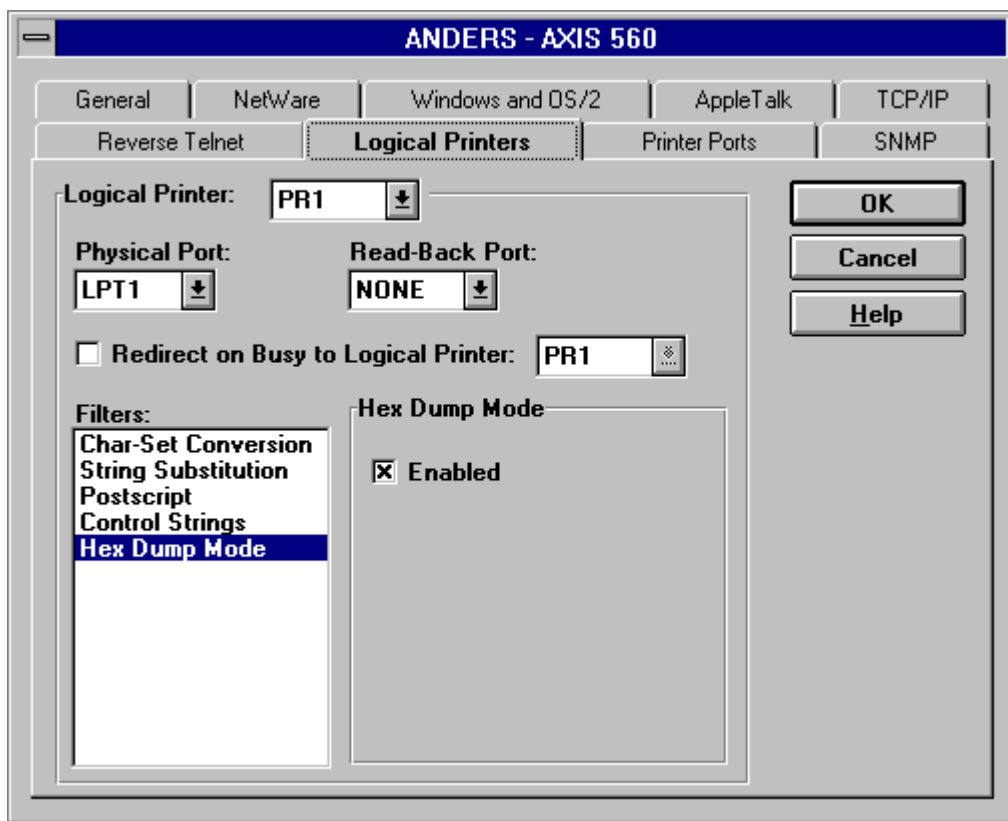 ANDERS - AXIS 560
General NetWare Windows and OS/2 AppleTalk TCP/IP
Reverse Telnet Logical Printers Printer Ports SNMP
Logical Printer: PR1
OK
Physical Port: Read-Back Port:
Cancel
LPT1 NONE
Help
Redirect on Busy to Logical Printer: PR1
Filters:
Char-Set Conversion
String Substitution
Postscript
Control Strings
Hex Dump Mode
Hex Dump Mode
Enabled